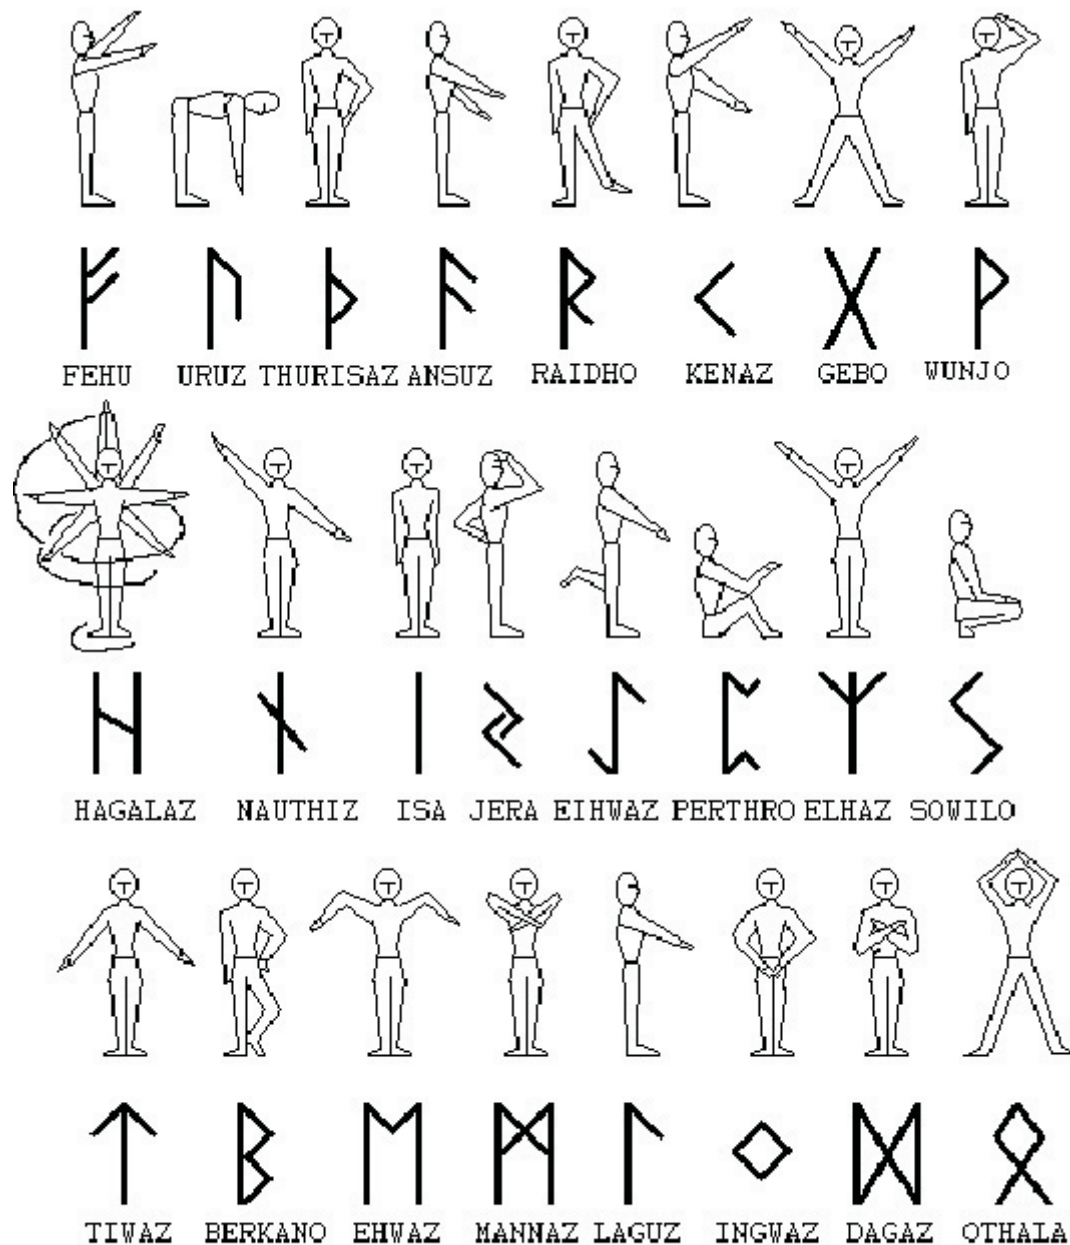 ᚠ ᚢ ᚦ ᚨ ᚱ ᚲ ᚷ ᚹ
FEHU URUZ THURISAZ ANSUZ RAIDHO KENAZ GEBO WUNJO
ᚺ ᚾ ᛁ ᛃ ᛇ ᛈ ᛉ ᛊ
HAGALAZ NAUTHIZ ISA JERA EIHWAZ PERTHRO ELHAZ SOWILO
ᛏ ᛒ ᛖ ᛗ ᛚ ᛜ ᛞ ᛟ
TIWAZ BERKANO EHWAZ MANNAZ LAGUZ INGWAZ DAGAZ OTHALA